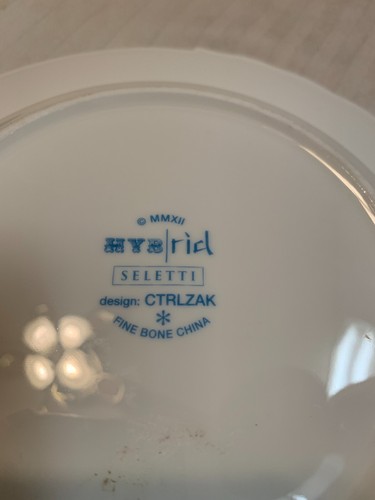 © MMXII
HYB|rid
SELETTI
design: CTRLZAK
*
FINE BONE CHINA